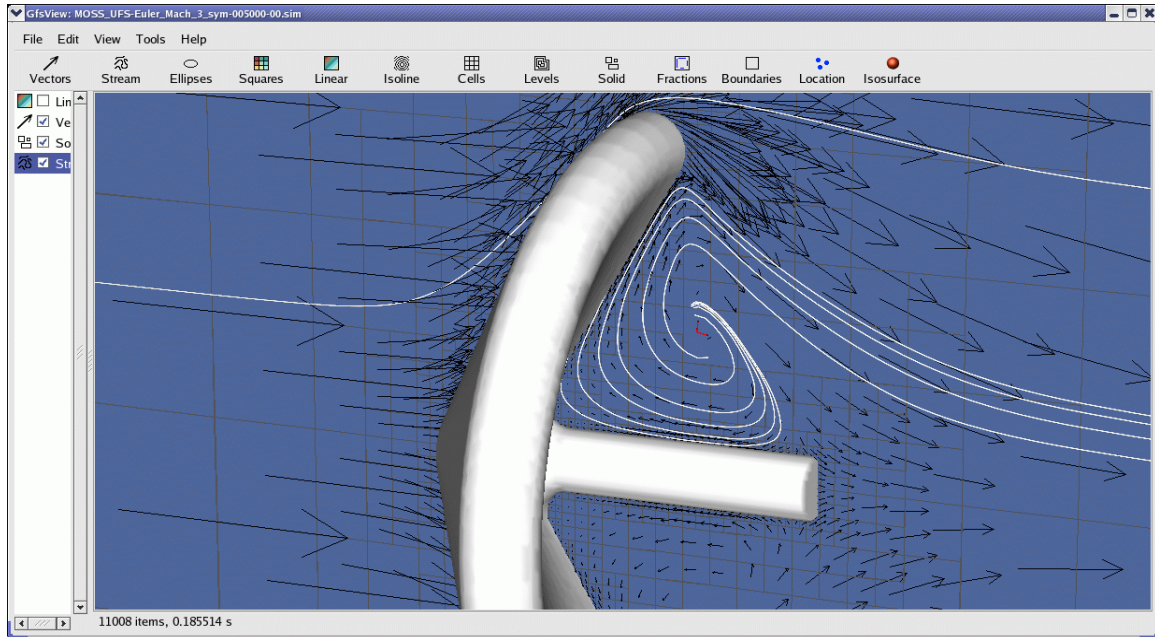 GfsView: MOSS_UFS-Euler_Mach_3_sym-005000-00.sim
File Edit View Tools Help
Vectors Stream Ellipses Squares Linear Isoline Cells Levels Solid Fractions Boundaries Location Isosurface
Lin
Ve
So
Str
11008 items, 0.185514 s